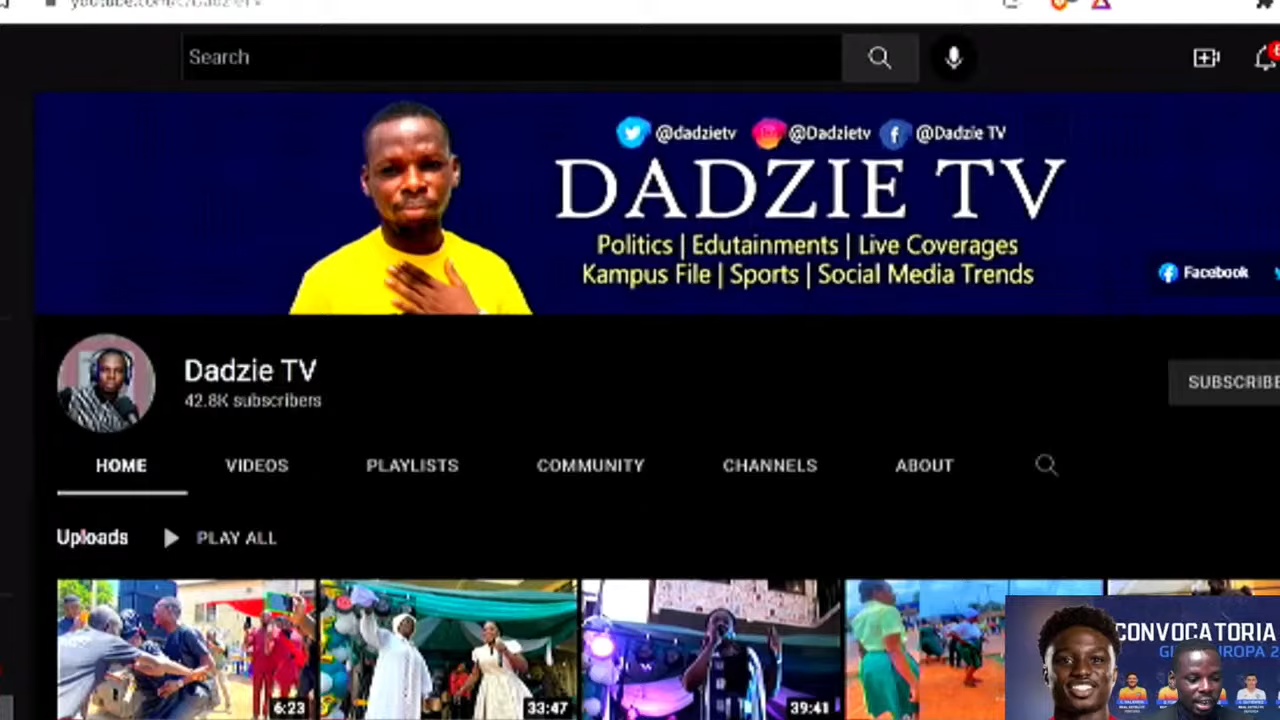 Search
@dadzietv @Dadzietv @Dadzie TV
DADZIE TV
Politics | Edutainments | Live Coverages
Kampus File | Sports | Social Media Trends
Facebook
Dadzie TV
42.8K subscribers
SUBSCRIBE
HOME VIDEOS PLAYLISTS COMMUNITY CHANNELS ABOUT
Uploads PLAY ALL
6:23 33:47 39:41
CONVOCATORIA